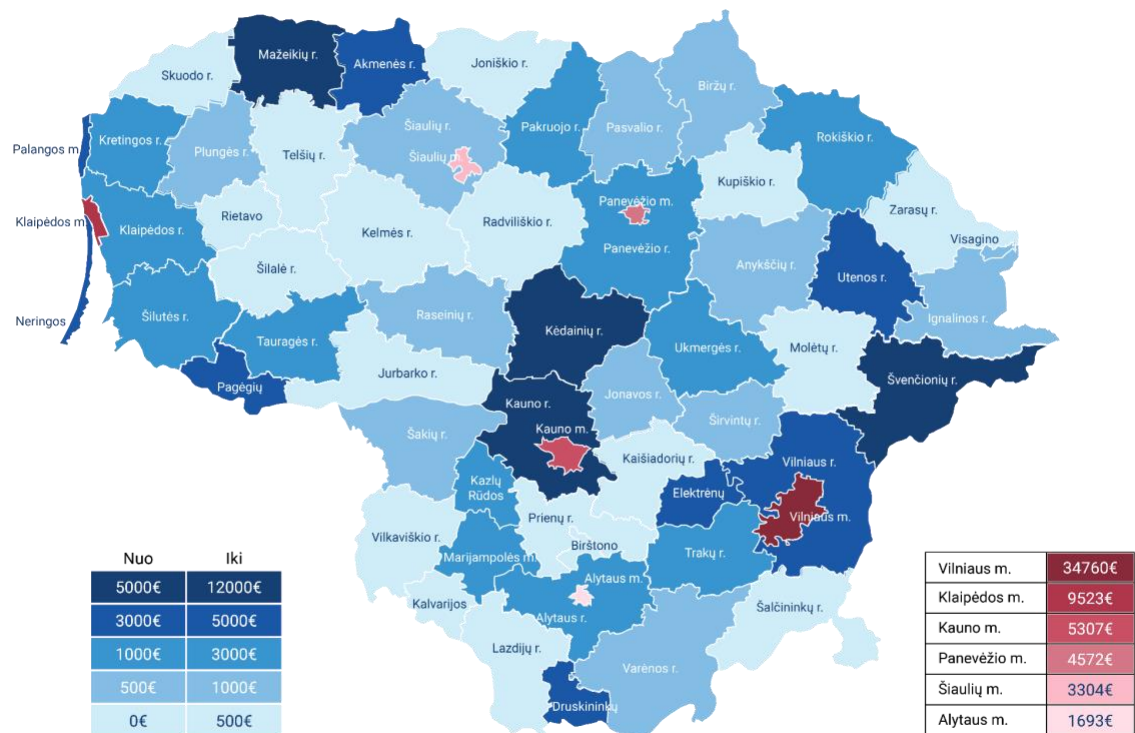 Mažeikių r.
Akmenės r.
Joniškio r.
Skuodo r.
Biržų r.
Kretingos r.
Plungės r.
Telšių r.
Šiaulių r.
Šiaulių m.
Pakruojo r.
Pasvalio r.
Rokiškio r.
Palangos m.
Kupiškio r.
Rietavo
Klaipėdos m.
Klaipėdos r.
Kelmės r.
Radviliškio r.
Panevėžio m.
Panevėžio r.
Zarasų r.
Visagino
Šilalė r.
Anykščių r.
Utenos r.
Neringos
Šilutės r.
Tauragės r.
Raseinių r.
Kėdainių r.
Ukmergės r.
Molėtų r.
Ignalinos r.
Pagėgių
Jurbarko r.
Jonavos r.
Švenčionių r.
Kauno r.
Kauno m.
Šakių r.
Širvintų r.
Kaišiadorių r.
Vilniaus r.
Kazlų
Rūdos
Elektrėnų
Vilniaus m.
Prienų r.
Vilkaviškio r.
Birštono
Marijampolės m.
Trakų r.
Alytaus m.
Alytaus r.
Kalvarijos
Šalčininkų r.
Lazdijų r.
Varėnos r.
Druskininkų
Nuo Iki
5000€ 12000€
3000€ 5000€
1000€ 3000€
500€ 1000€
0€ 500€
Vilniaus m. 34760€
Klaipėdos m. 9523€
Kauno m. 5307€
Panevėžio m. 4572€
Šiaulių m. 3304€
Alytaus m. 1693€